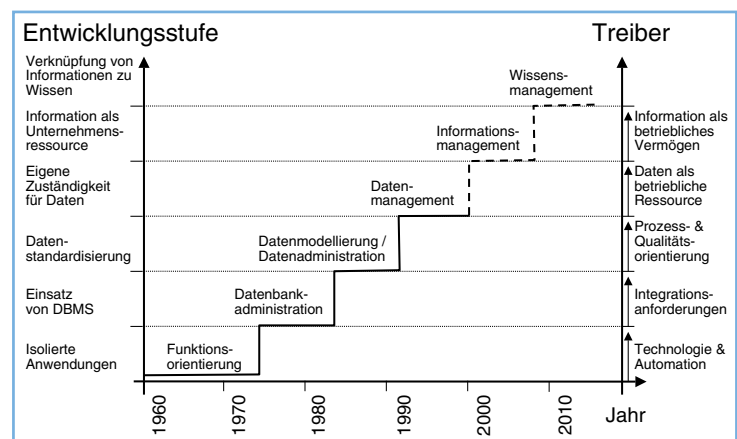 Entwicklungsstufe
Treiber
Verknüpfung von
Informationen zu
Wissen
Wissens-
management
Information als
Unternehmens-
ressource
Informations-
management
Information als
betriebliches
Vermögen
Eigene
Zuständigkeit
für Daten
Daten-
management
Daten als
betriebliche
Ressource
Daten-
standardisierung
Datenmodellierung /
Datenadministration
Prozess- &
Qualitäts-
orientierung
Einsatz
von DBMS
Datenbank-
administration
Integrations-
anforderungen
Isolierte
Anwendungen
Funktions-
orientierung
Technologie &
Automation
1960
1970
1980
1990
2000
2010
Jahr